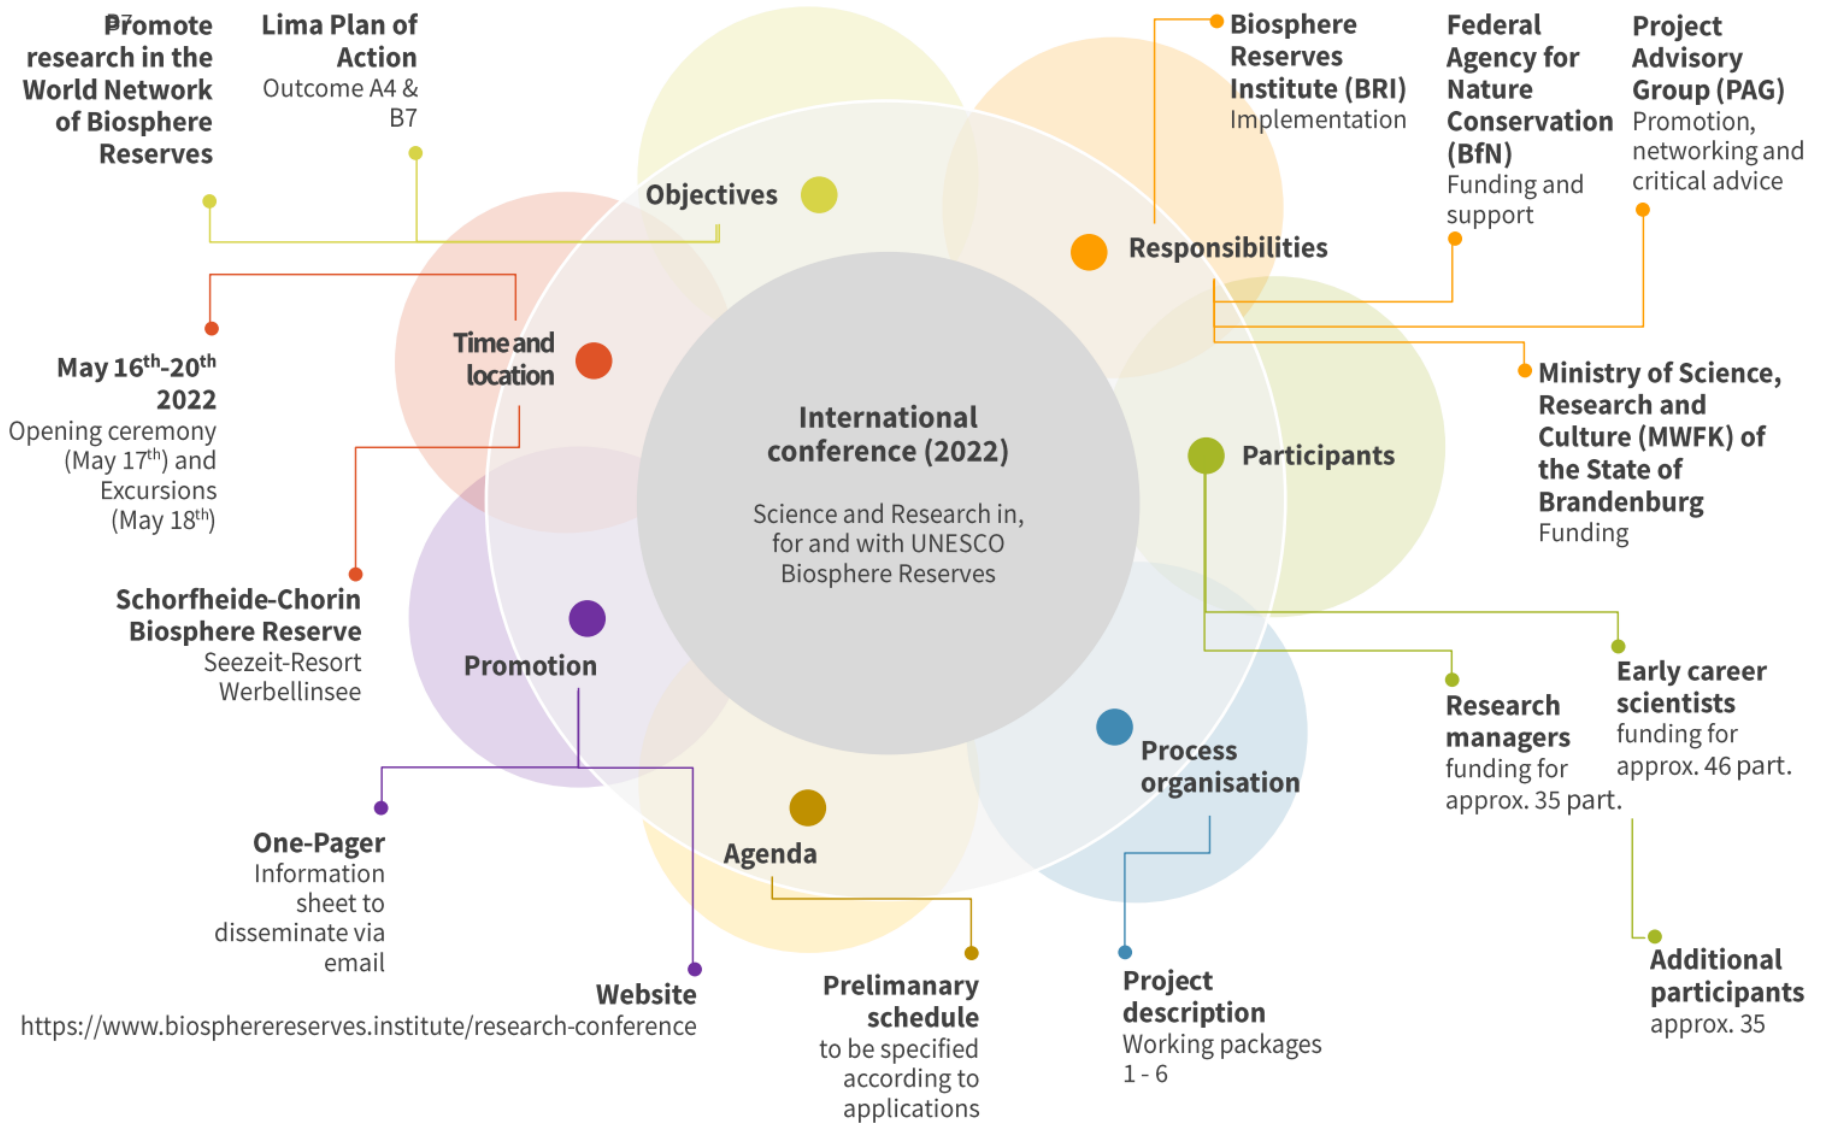 Promote
research in the
World Network
of Biosphere
Reserves
Lima Plan of
Action
Outcome A4 &
B7
Biosphere
Reserves
Institute (BRI)
Implementation
Federal
Agency for
Nature
Conservation
(BfN)
Funding and
support
Project
Advisory
Group (PAG)
Promotion,
networking and
critical advice
Objectives
Responsibilities
Time and
location
May 16th-20th
2022
Opening ceremony
(May 17th) and
Excursions
(May 18th)
Ministry of Science,
Research and
Culture (MWFK) of
the State of
Brandenburg
Funding
International
conference (2022)
Science and Research in,
for and with UNESCO
Biosphere Reserves
Participants
Schorfheide-Chorin
Biosphere Reserve
Seezeit-Resort
Werbellinsee
Promotion
Early career
scientists
funding for
approx. 46 part.
Research
managers
funding for
approx. 35 part.
Process
organisation
Agenda
One-Pager
Information
sheet to
disseminate via
email
Website
https://www.biospherereserves.institute/research-conference
Prelimanary
schedule
to be specified
according to
applications
Project
description
Working packages
1 - 6
Additional
participants
approx. 35